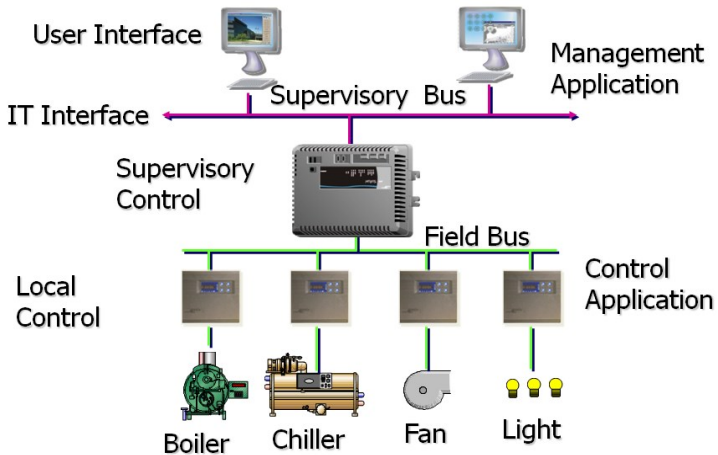 User Interface
Management
Application
Supervisory Bus
IT Interface
Supervisory
Control
Field Bus
Local
Control
Control
Application
Boiler
Chiller
Fan
Light